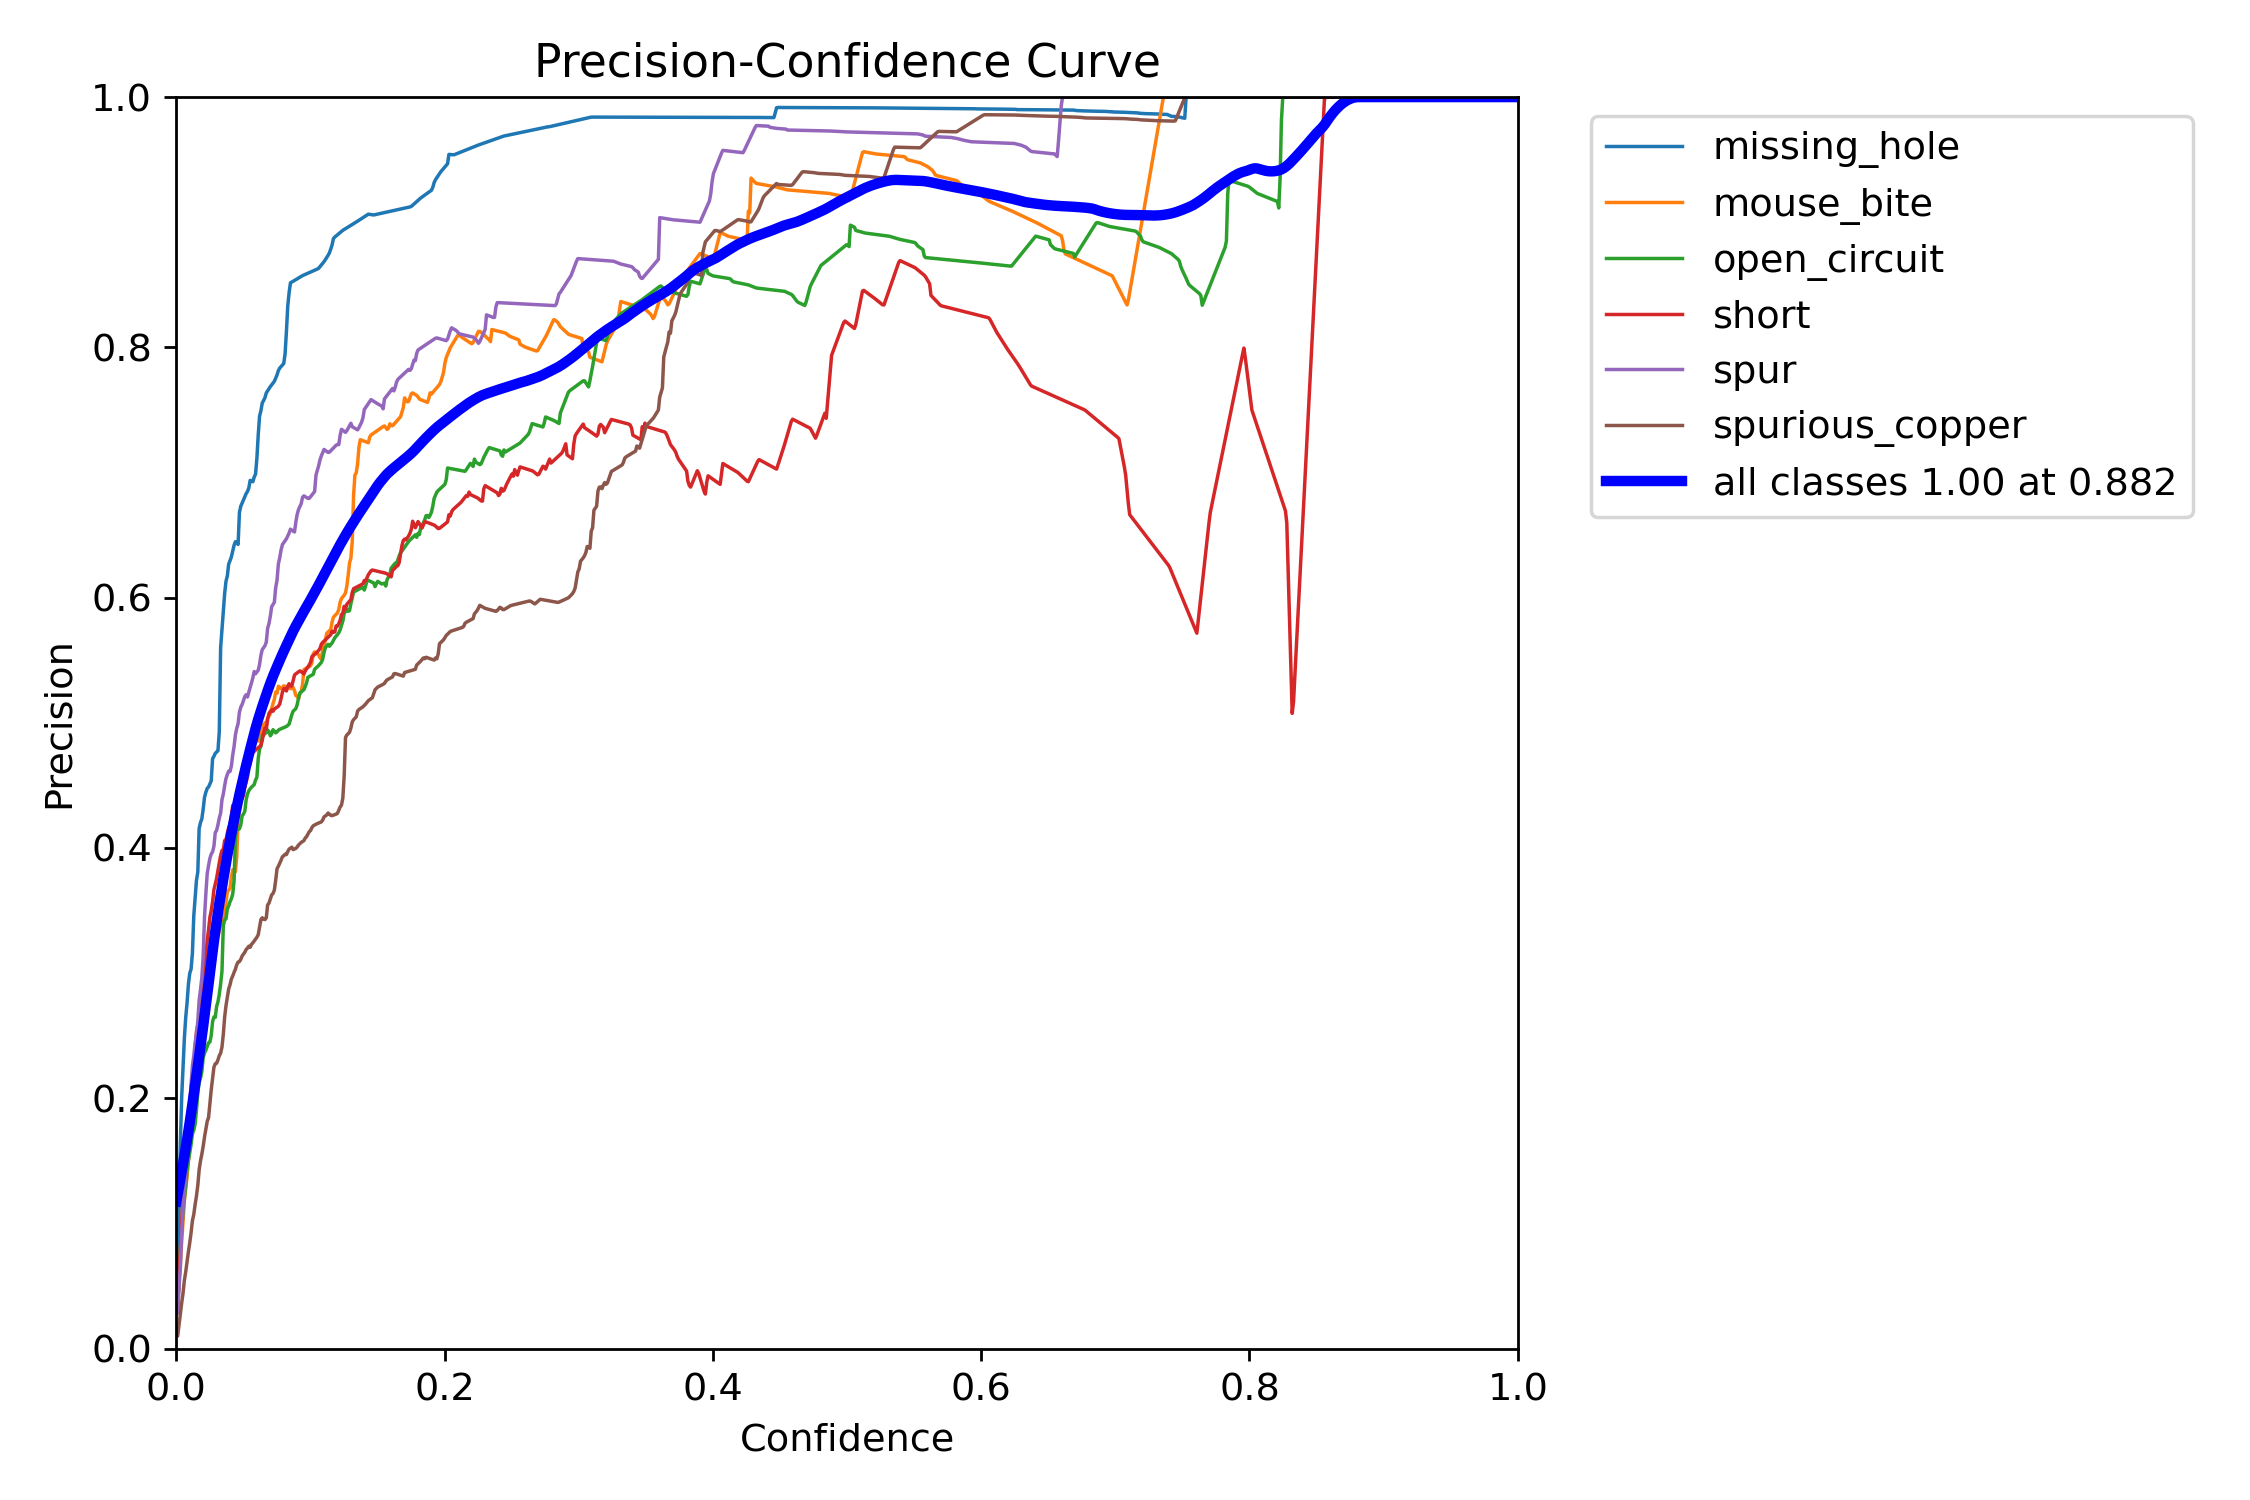 Precision-Confidence Curve
1.0
0.8
0.6
0.4
0.2
0.0
Precision
0.0 0.2 0.4 0.6 0.8 1.0
Confidence
missing_hole
mouse_bite
open_circuit
short
spur
spurious_copper
all classes 1.00 at 0.882